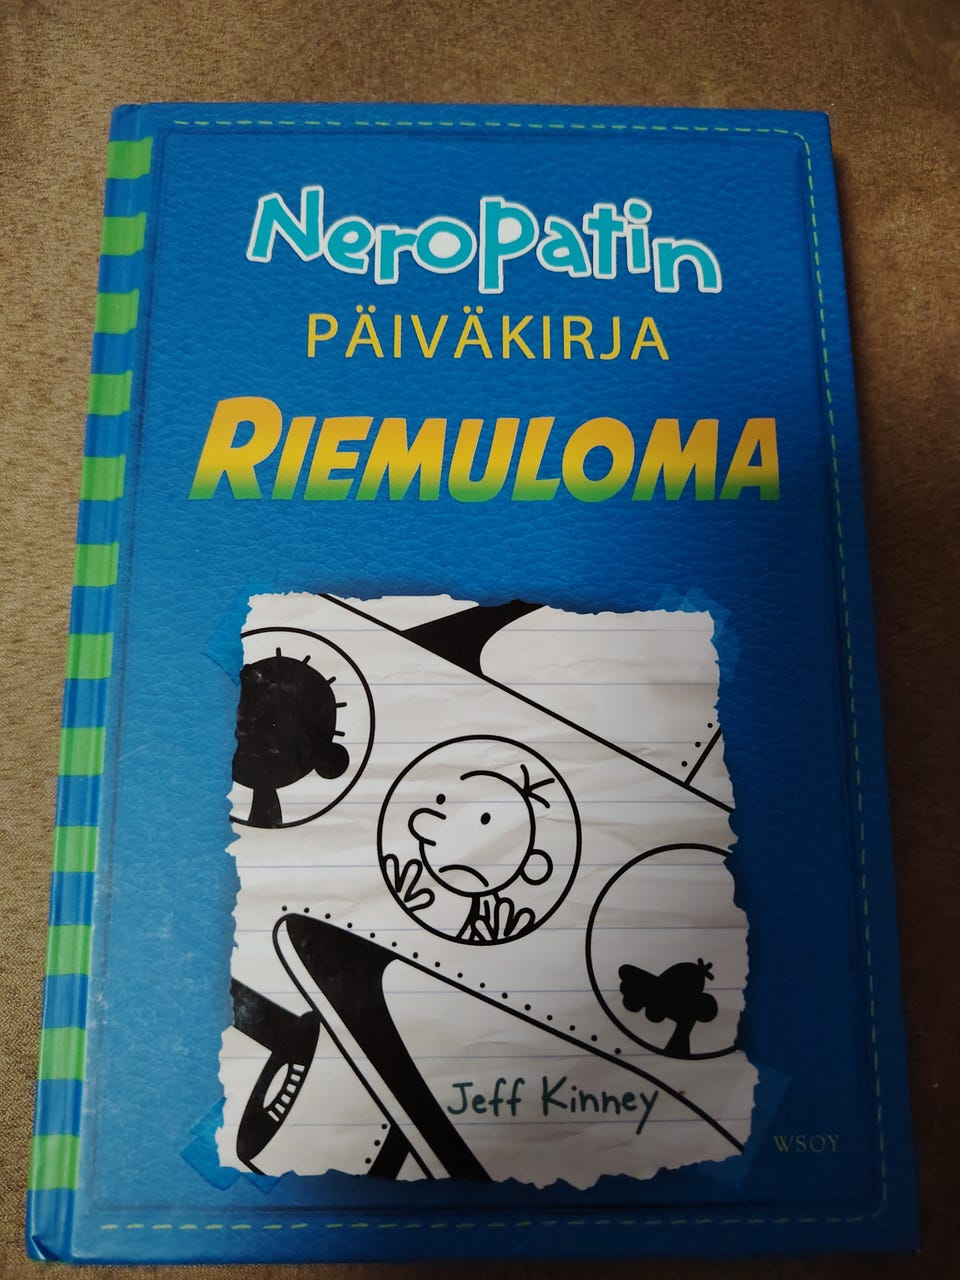 Neropatin
PÄIVÄKIRJA
RIEMULOMA
Jeff Kinney
WSOY